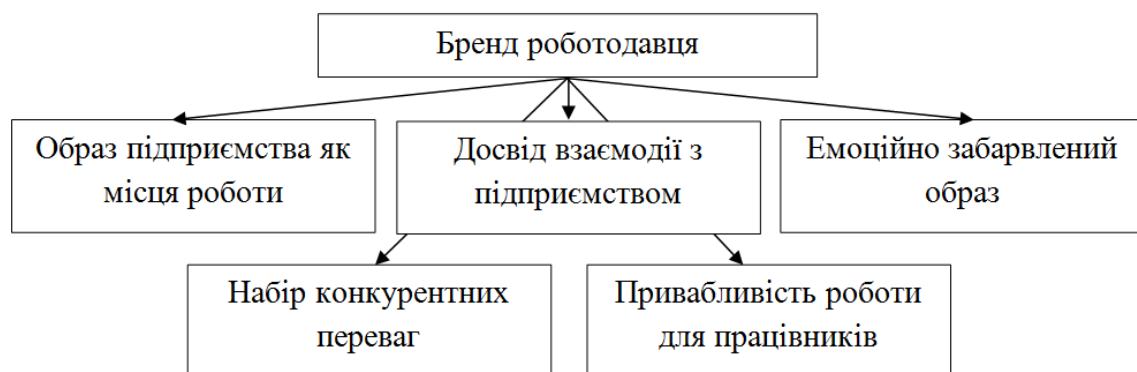 Бренд роботодавця
Образ підприємства як
місця роботи
Досвід взаємодії з
підприємством
Емоційно забарвлений
образ
Набір конкурентних
переваг
Привабливість роботи
для працівників